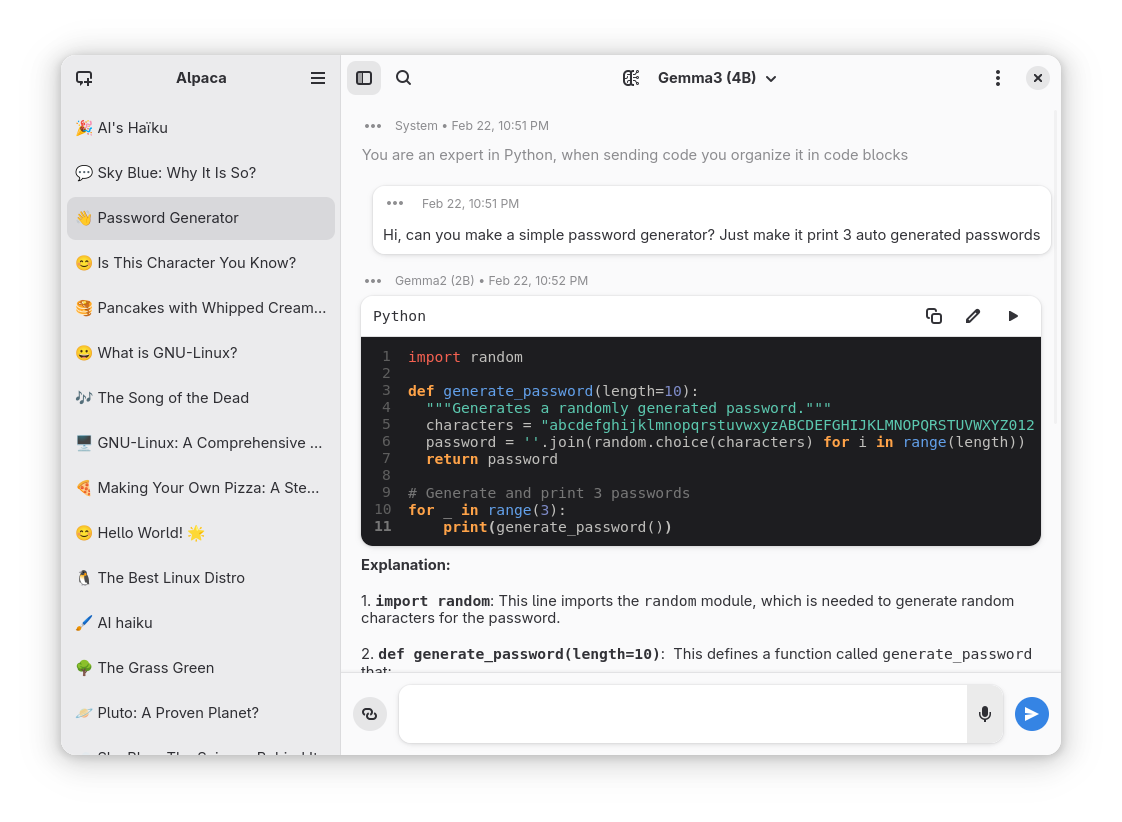 Alpaca
🎉 AI's Haïku
💬 Sky Blue: Why It Is So?
👋 Password Generator
😊 Is This Character You Know?
🥞 Pancakes with Whipped Cream...
😀 What is GNU-Linux?
🎶 The Song of the Dead
🖥️ GNU-Linux: A Comprehensive ...
🍕 Making Your Own Pizza: A Ste...
😊 Hello World! 🌟
🐧 The Best Linux Distro
🖌️ AI haiku
🌳 The Grass Green
🪐 Pluto: A Proven Planet?
Gemma3 (4B)
System • Feb 22, 10:51 PM
You are an expert in Python, when sending code you organize it in code blocks
Feb 22, 10:51 PM
Hi, can you make a simple password generator? Just make it print 3 auto generated passwords
Gemma2 (2B) • Feb 22, 10:52 PM
Python
1 import random
2
3 def generate_password(length=10):
4   """Generates a randomly generated password."""
5   characters = "abcdefghijklmnopqrstuvwxyzABCDEFGHIJKLMNOPQRSTUVWXYZ012
6   password = ''.join(random.choice(characters) for i in range(length))
7   return password
8
9 # Generate and print 3 passwords
10 for _ in range(3):
11     print(generate_password())
Explanation:
1. import random: This line imports the random module, which is needed to generate random
characters for the password.
2. def generate_password(length=10):  This defines a function called generate_password
that: